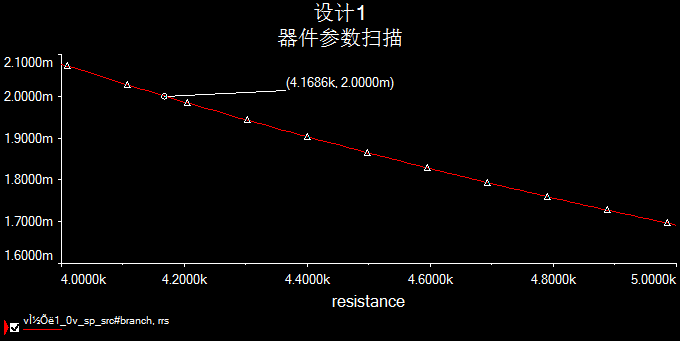 设计1
器件参数扫描
2.1000m
(4.1686k, 2.0000m)
2.0000m
1.9000m
1.8000m
1.7000m
1.6000m
4.0000k 4.2000k 4.4000k 4.6000k 4.8000k 5.0000k
resistance
vÌ½Õë1_0v_sp_src#branch, rrs